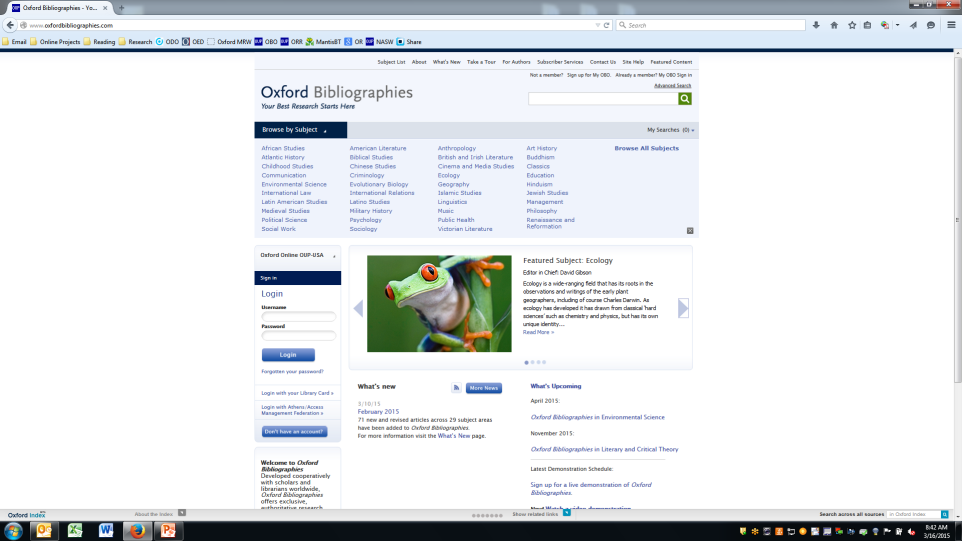 Oxford Bibliographies - Yo...
www.oxfordbibliographies.com
Search
Email Online Projects Reading Research ODO OED Oxford MRW OBO ORR MantisBT OR NASW Share
Subject List About What's New Take a Tour For Authors Subscriber Services Contact Us Site Help Featured Content
Not a member? Sign up for My OBO. Already a member? My OBO Sign in
Advanced Search
Oxford Bibliographies
Your Best Research Starts Here
Browse by Subject
My Searches (0) »
African Studies American Literature Anthropology Art History Browse All Subjects
Atlantic History Biblical Studies British and Irish Literature Buddhism
Childhood Studies Chinese Studies Cinema and Media Studies Classics
Communication Criminology Ecology Education
Environmental Science Evolutionary Biology Geography Hinduism
International Law International Relations Islamic Studies Jewish Studies
Latin American Studies Latino Studies Linguistics Management
Medieval Studies Military History Music Philosophy
Political Science Psychology Public Health Renaissance and
Reformation
Social Work Sociology Victorian Literature
Oxford Online OUP-USA
Sign in
Login
Username
Password
Login
Forgotten your password?
Login with your Library Card »
Login with Athens/Access
Management Federation »
Don't have an account?
Welcome to Oxford
Bibliographies
Developed cooperatively
with scholars and
librarians worldwide,
Oxford Bibliographies
offers exclusive,
authoritative research
Featured Subject: Ecology
Editor in Chief: David Gibson
Ecology is a wide-ranging field that has its roots in the
observations and writings of the early plant
geographers, including of course Charles Darwin. As
ecology has developed it has drawn from classical 'hard
sciences' such as chemistry and physics, but has its own
unique identity....
Read More »
What's new
More News
3/10/15
February 2015
71 new and revised articles across 29 subject areas
have been added to Oxford Bibliographies.
For more information visit the What's New page.
What's Upcoming
April 2015:
Oxford Bibliographies in Environmental Science
November 2015:
Oxford Bibliographies in Literary and Critical Theory
Latest Demonstration Schedule:
Sign up for a live demonstration of Oxford
Bibliographies.
Watch a video demonstration
Oxford Index
About the Index
Show related links
Search across all sources
in Oxford Index
8:42 AM
3/16/2015